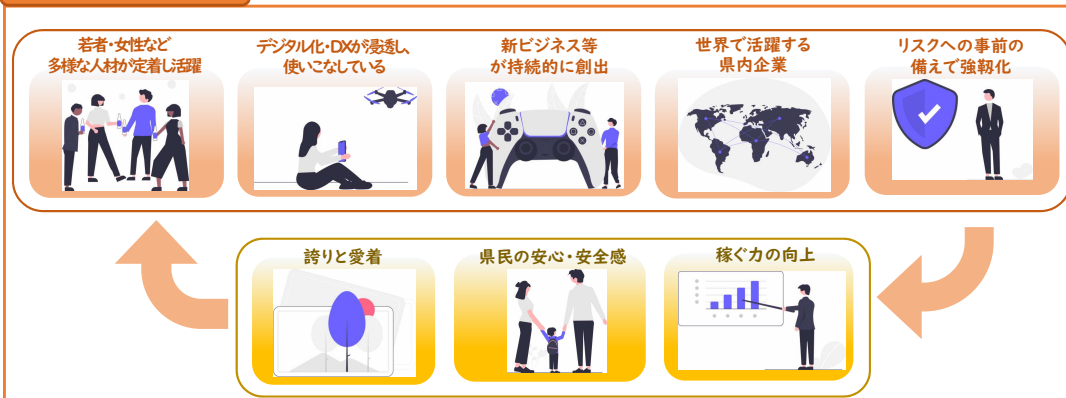 若者・女性など
多様な人材が定着し活躍
デジタル化・DXが浸透し、
使いこなしている
新ビジネス等
が持続的に創出
世界で活躍する
県内企業
リスクへの事前の
備えで強靱化
誇りと愛着
県民の安心・安全感
稼ぐ力の向上